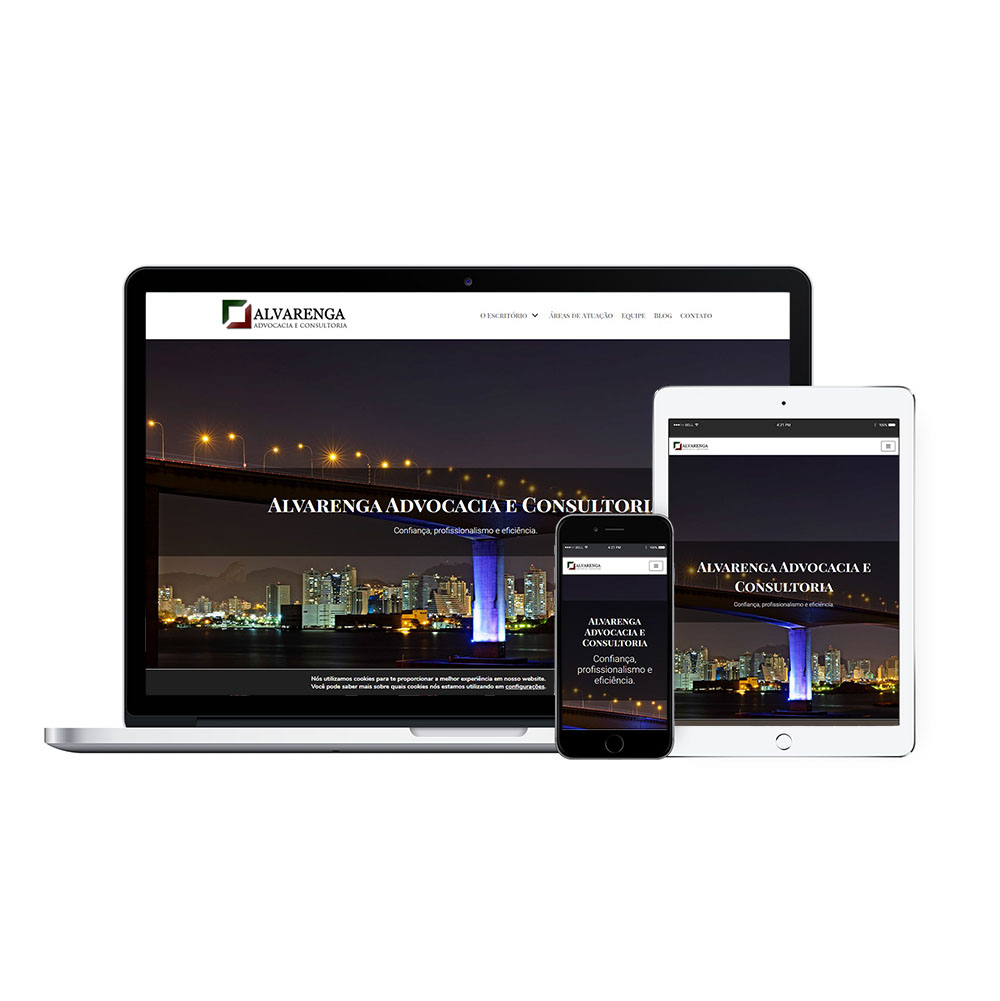 ALVARENGA
ADVOCACIA E CONSULTORIA
O ESCRITÓRIO ÁREAS DE ATUAÇÃO EQUIPE BLOG CONTATO
ALVARENGA ADVOCACIA E CONSULTORI
Confiança, profissionalismo e eficiência.
Nós utilizamos cookies para te proporcionar a melhor experiência em nosso website.
Você pode saber mais sobre quais cookies nós estamos utilizando em configurações.
BELL 4:21 PM 100%
ALVARENGA
ALVARENGA
ADVOCACIA E
CONSULTORIA
Confiança,
profissionalismo e
eficiência.
BELL 4:21 PM 100%
ALVARENGA
ALVARENGA ADVOCACIA E
CONSULTORIA
Confiança, profissionalismo e eficiência.